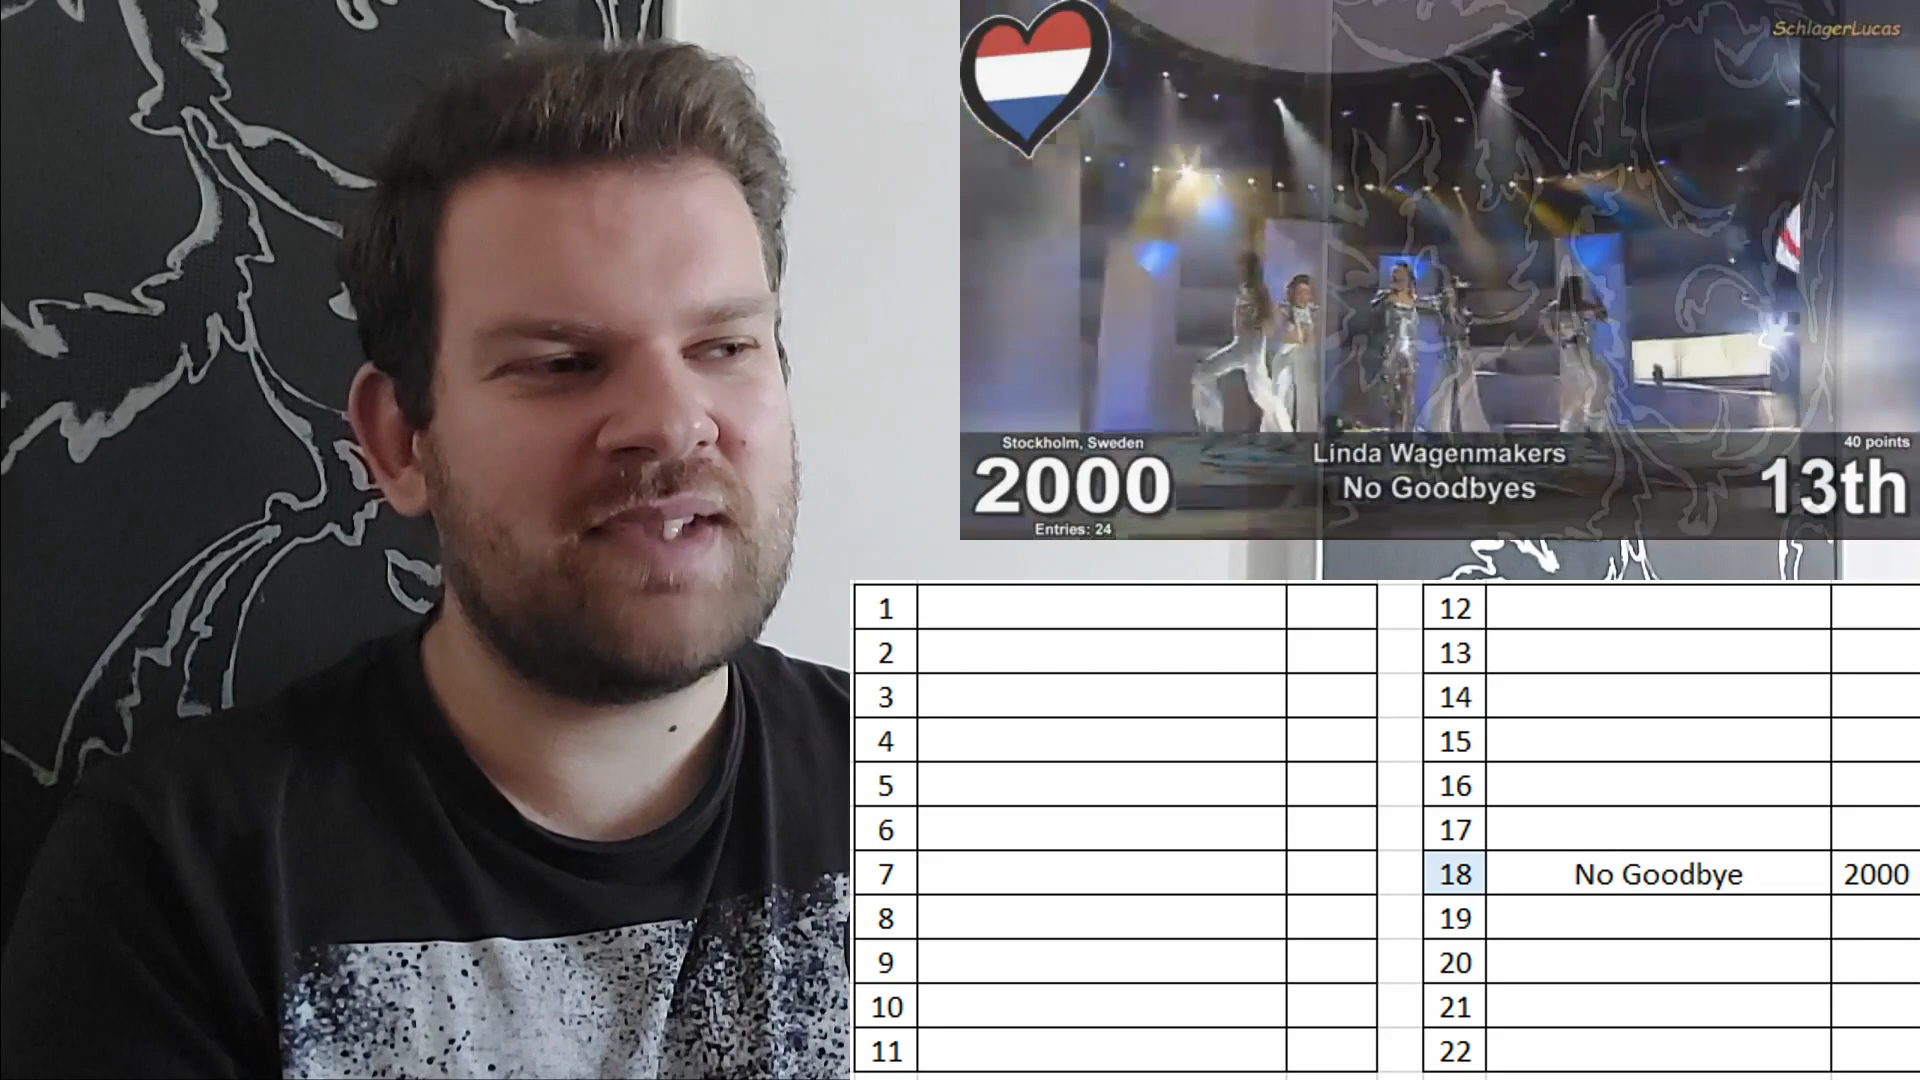 SchlagerLucas
Stockholm, Sweden
2000
Entries: 24
Linda Wagenmakers
No Goodbyes
40 points
13th
1
2
3
4
5
6
7
8
9
10
11
12
13
14
15
16
17
18 No Goodbye 2000
19
20
21
22